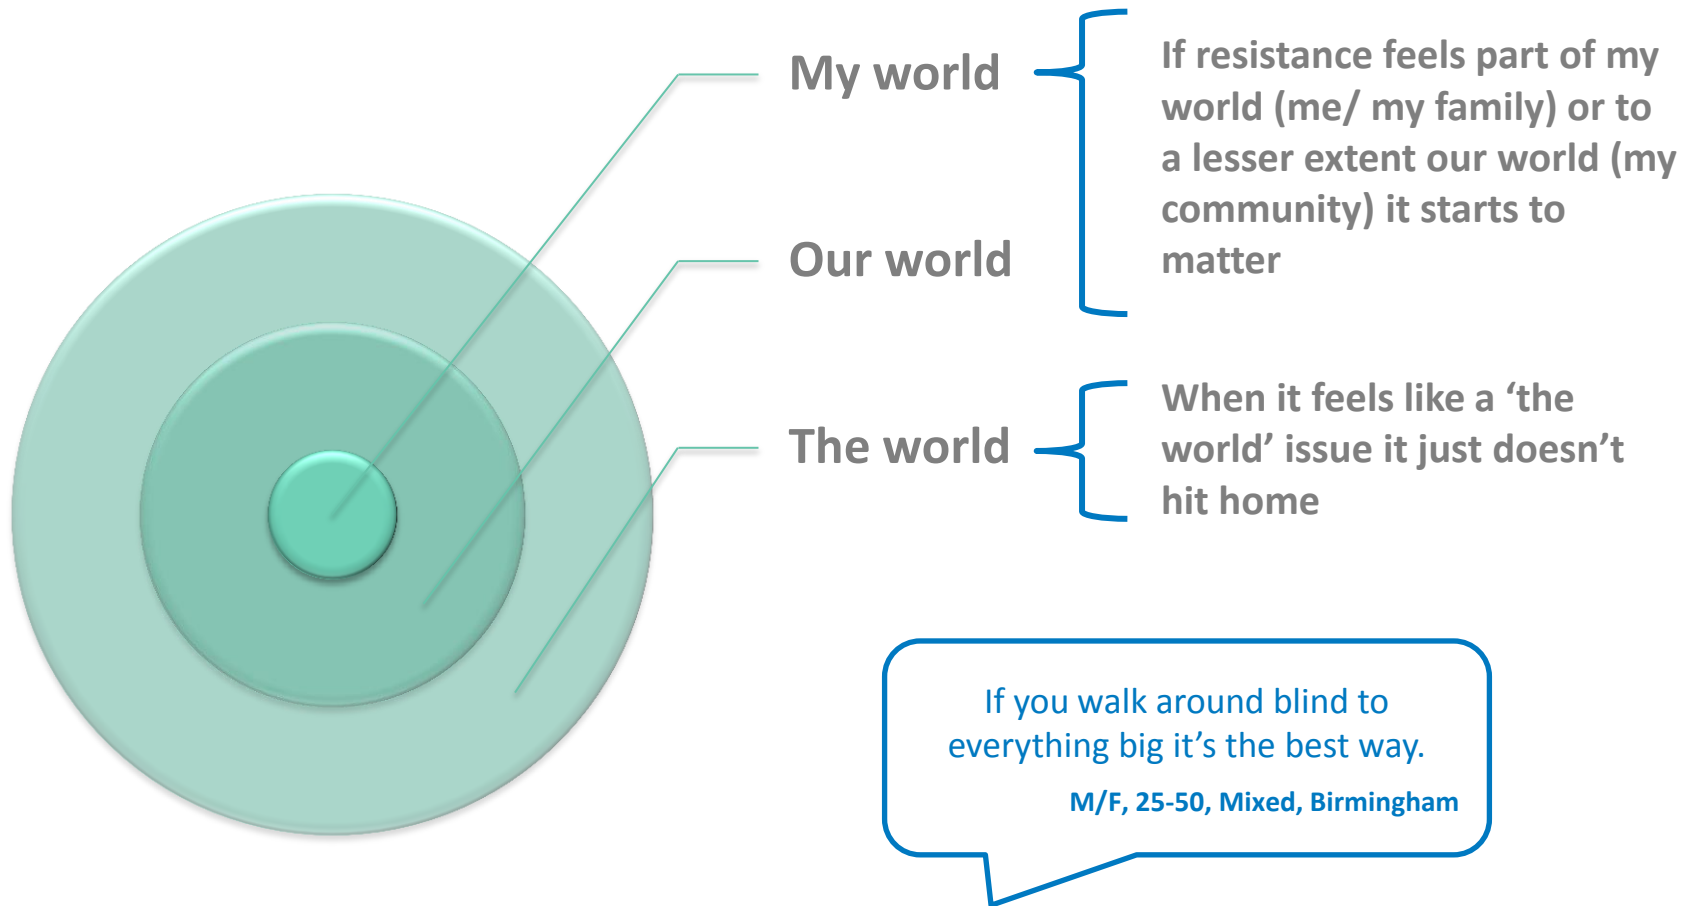 My world
If resistance feels part of my
world (me/ my family) or to
a lesser extent our world (my
community) it starts to
matter
Our world
The world
When it feels like a ‘the
world’ issue it just doesn’t
hit home
If you walk around blind to
everything big it’s the best way.
M/F, 25-50, Mixed, Birmingham